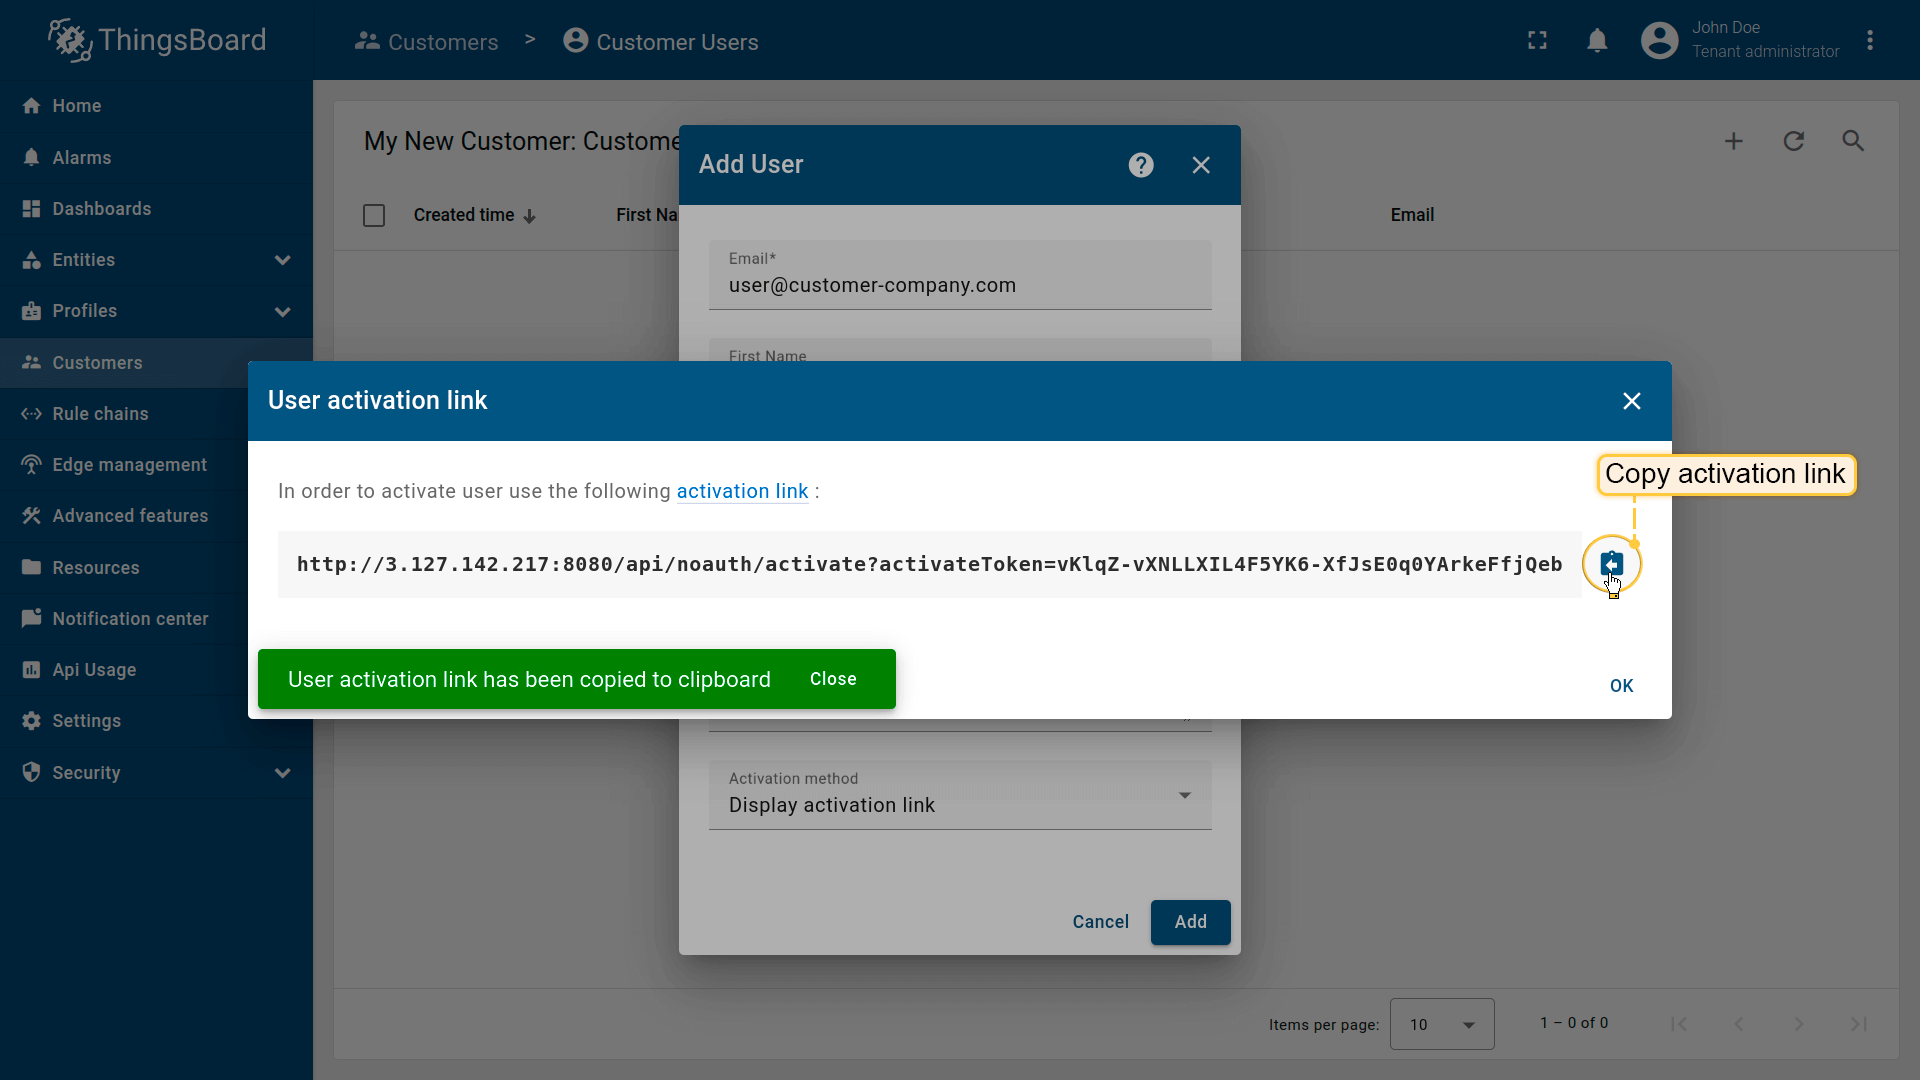 ThingsBoard
Customers > Customer Users
John Doe
Tenant administrator
Home
Alarms
Dashboards
Entities
Profiles
Customers
Rule chains
Edge management
Advanced features
Resources
Notification center
Api Usage
Settings
Security
My New Customer: Custome
Created time
First Na
Email
Add User
Email*
user@customer-company.com
First Name
User activation link
In order to activate user use the following activation link :
Copy activation link
http://3.127.142.217:8080/api/noauth/activate?activateToken=vKlqZ-vXNLLXIL4F5YK6-XfJsE0q0YArkeFfjQeb
User activation link has been copied to clipboard
Close
OK
Activation method
Display activation link
Cancel
Add
Items per page:
10
1 – 0 of 0